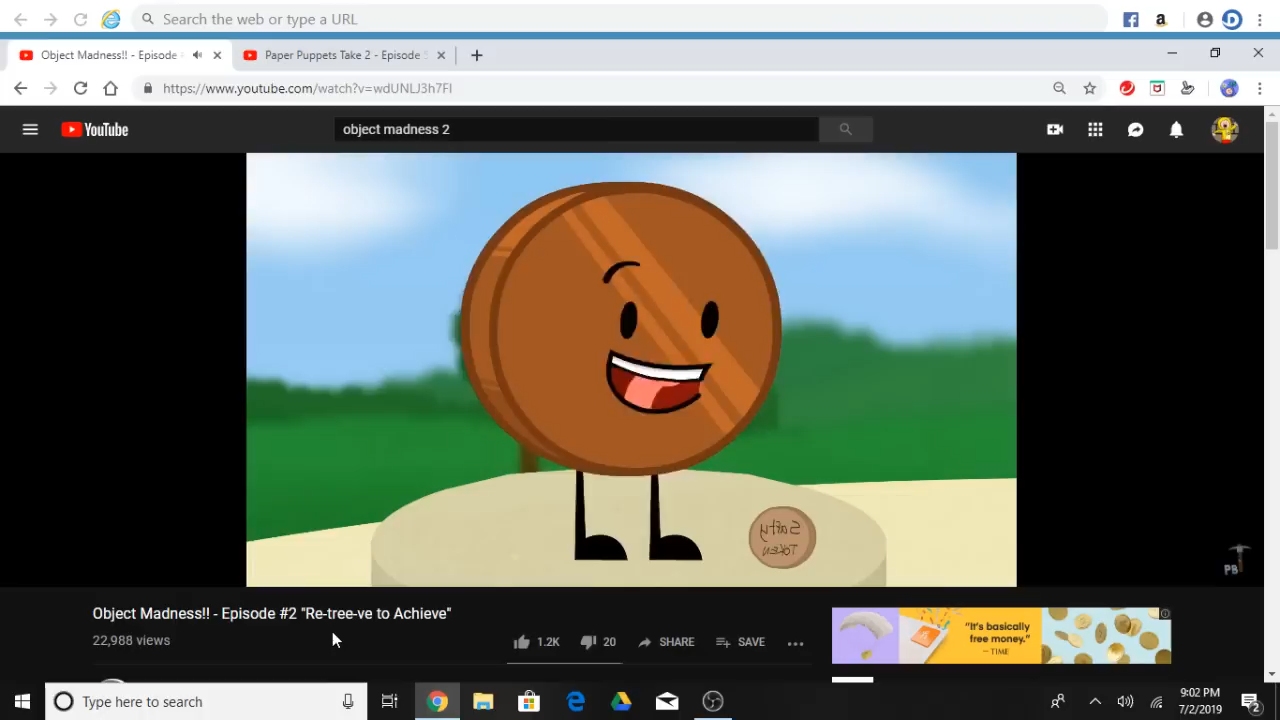 Search the web or type a URL
Object Madness!! - Episode
Paper Puppets Take 2 - Episode
https://www.youtube.com/watch?v=wdUNLJ3h7FI
YouTube
object madness 2
Softy
TOKEN
PB
Object Madness!! - Episode #2 "Re-tree-ve to Achieve"
22,988 views
1.2K
20
SHARE
SAVE
"It's basically
free money."
— TIME
Type here to search
9:02 PM
7/2/2019
2